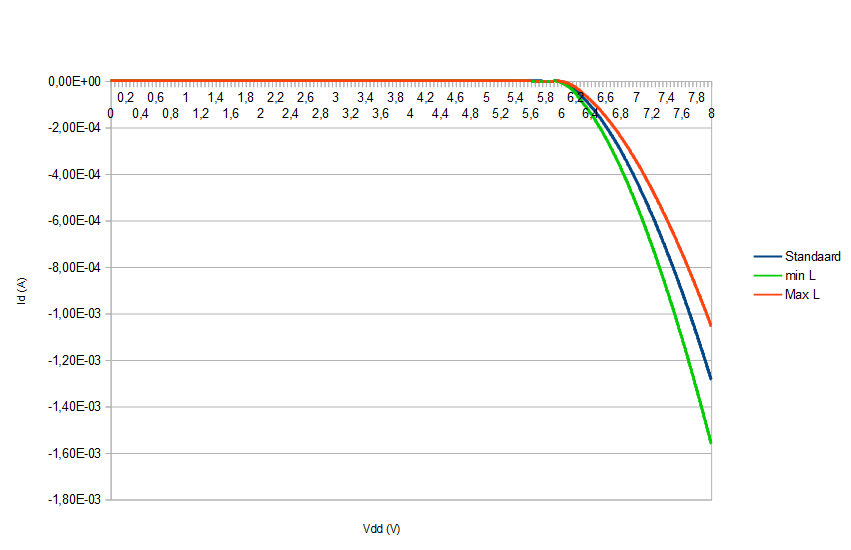 0,00E+00
0,2 0,6 1 1,4 1,8 2,2 2,6 3 3,4 3,8 4,2 4,6 5 5,4 5,8 6,2 6,6 7 7,4 7,8
0 0,4 0,8 1,2 1,6 2 2,4 2,8 3,2 3,6 4 4,4 4,8 5,2 5,6 6 6,4 6,8 7,2 7,6 8
-2,00E-04
-4,00E-04
-6,00E-04
-8,00E-04
-1,00E-03
-1,20E-03
-1,40E-03
-1,60E-03
-1,80E-03
Id (A)
Vdd (V)
Standaard
min L
Max L